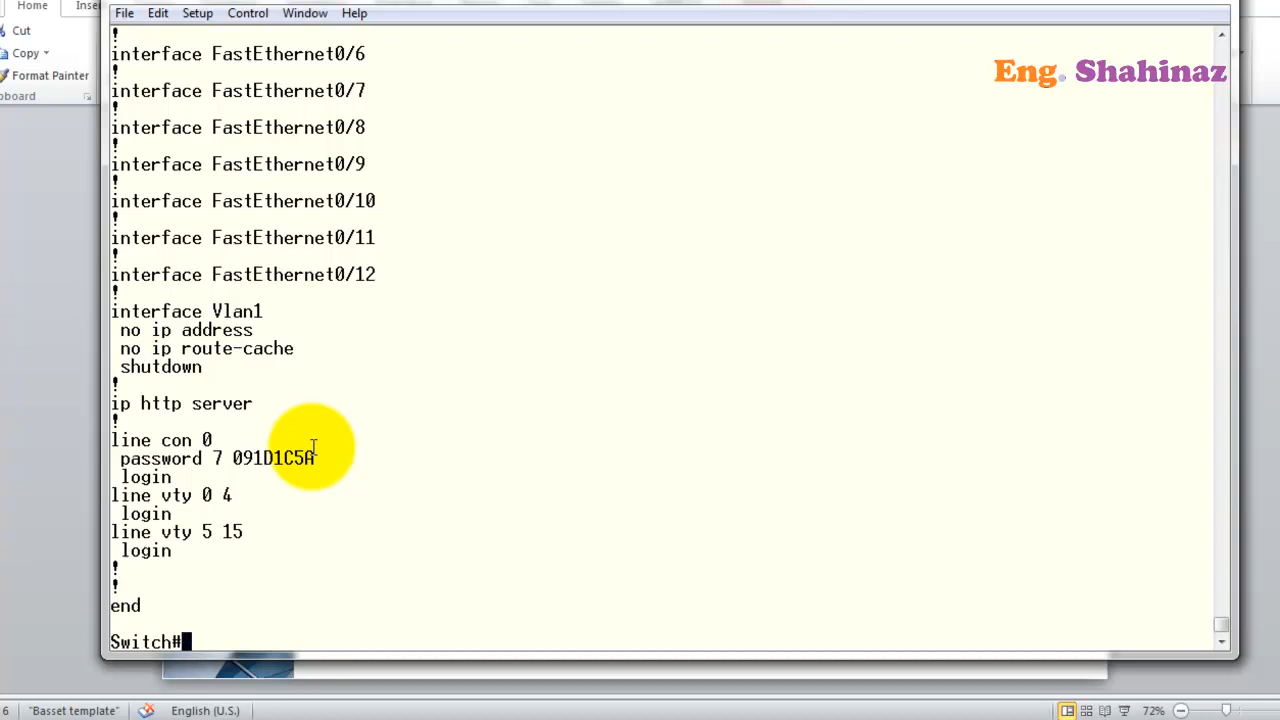 Home Inser
Cut
Copy
Format Painter
pboard
File Edit Setup Control Window Help
Eng. Shahinaz
!
interface FastEthernet0/6
!
interface FastEthernet0/7
!
interface FastEthernet0/8
!
interface FastEthernet0/9
!
interface FastEthernet0/10
!
interface FastEthernet0/11
!
interface FastEthernet0/12
!
interface Vlan1
no ip address
no ip route-cache
shutdown
!
ip http server
!
line con 0
password 7 091D1C5A
login
line vty 0 4
login
line vty 5 15
login
!
!
end
Switch#
6 "Basset template" English (U.S.) 72%